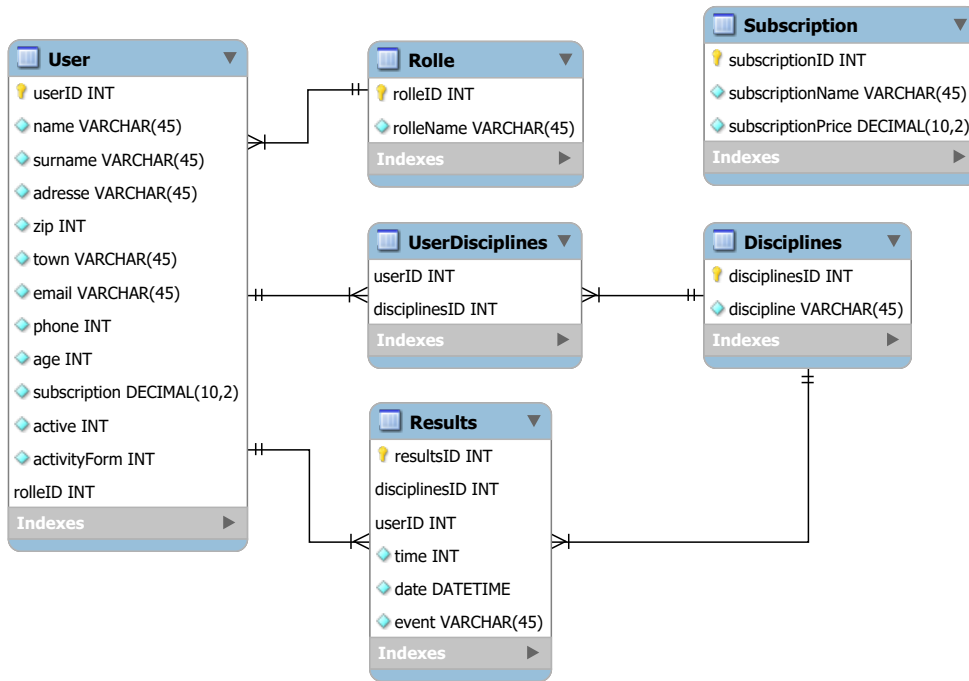 User
userID INT
name VARCHAR(45)
surname VARCHAR(45)
adresse VARCHAR(45)
zip INT
town VARCHAR(45)
email VARCHAR(45)
phone INT
age INT
subscription DECIMAL(10,2)
active INT
activityForm INT
rolleID INT
Indexes
Rolle
rolleID INT
rolleName VARCHAR(45)
Indexes
Subscription
subscriptionID INT
subscriptionName VARCHAR(45)
subscriptionPrice DECIMAL(10,2)
Indexes
UserDisciplines
userID INT
disciplinesID INT
Indexes
Disciplines
disciplinesID INT
discipline VARCHAR(45)
Indexes
Results
resultsID INT
disciplinesID INT
userID INT
time INT
date DATETIME
event VARCHAR(45)
Indexes